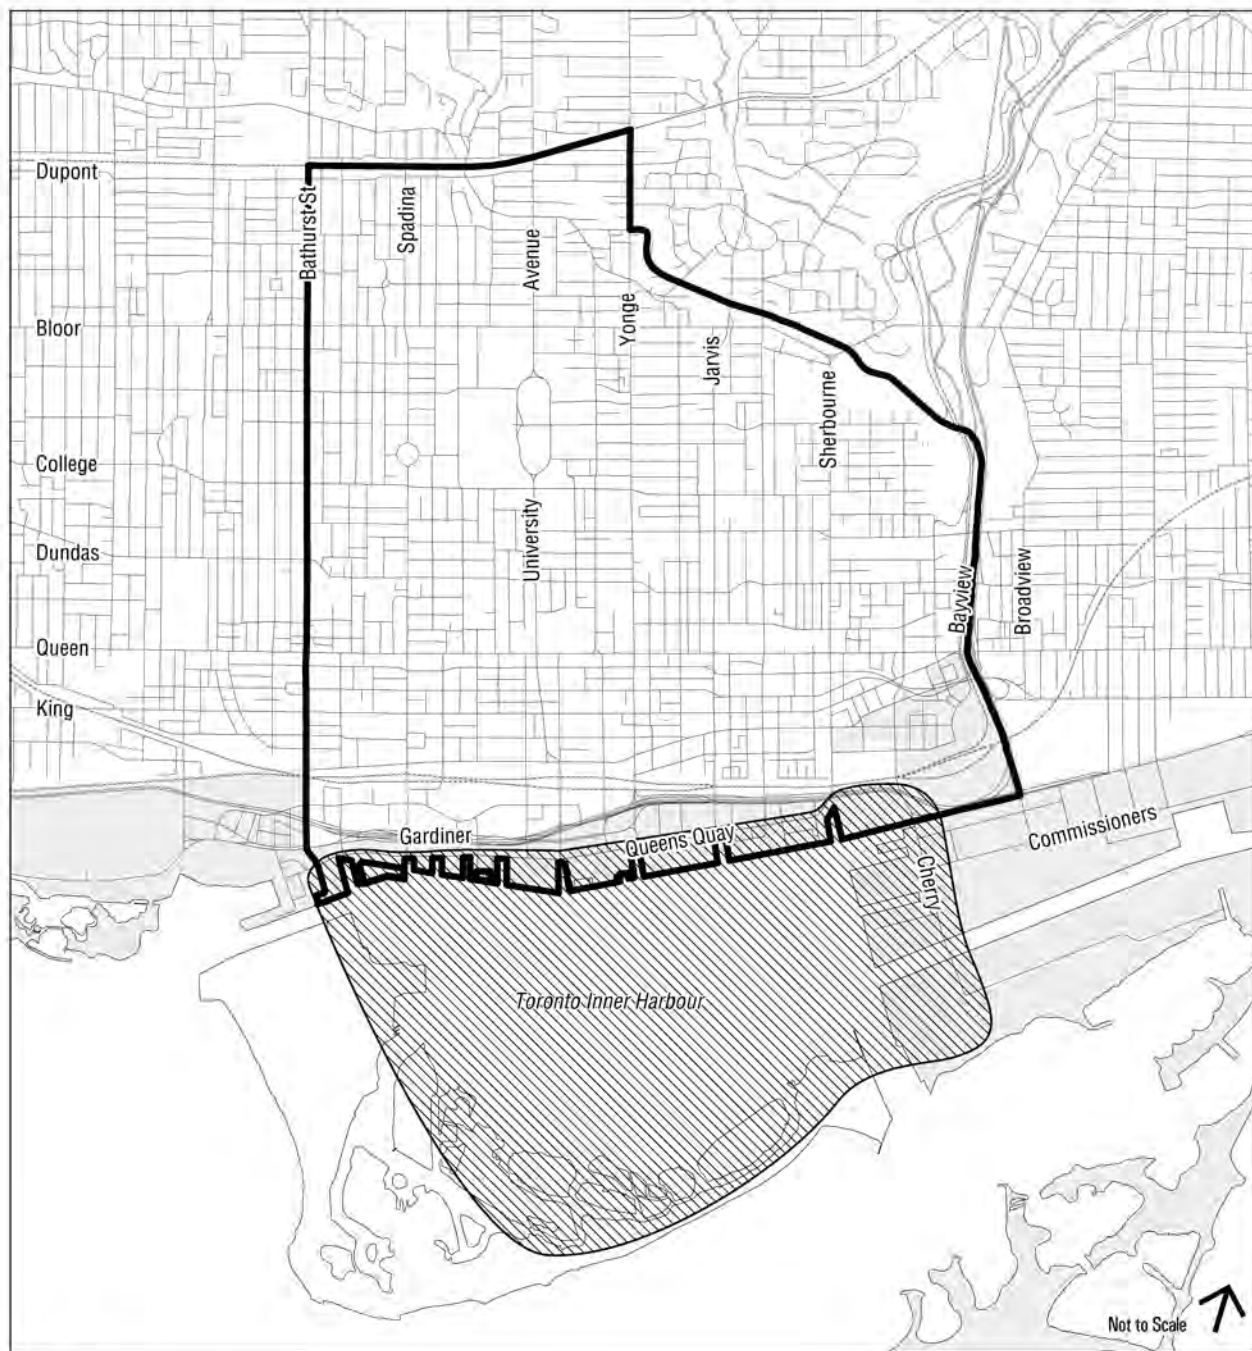 Dupont
Bathurst St
Spadina
Avenue
Bloor
Yonge
Jarvis
Sherbourne
College
University
Dundas
Bayview
Broadview
Queen
King
Gardiner
Queens Quay
Commissioners
Cherry
Toronto Inner Harbour
Not to Scale